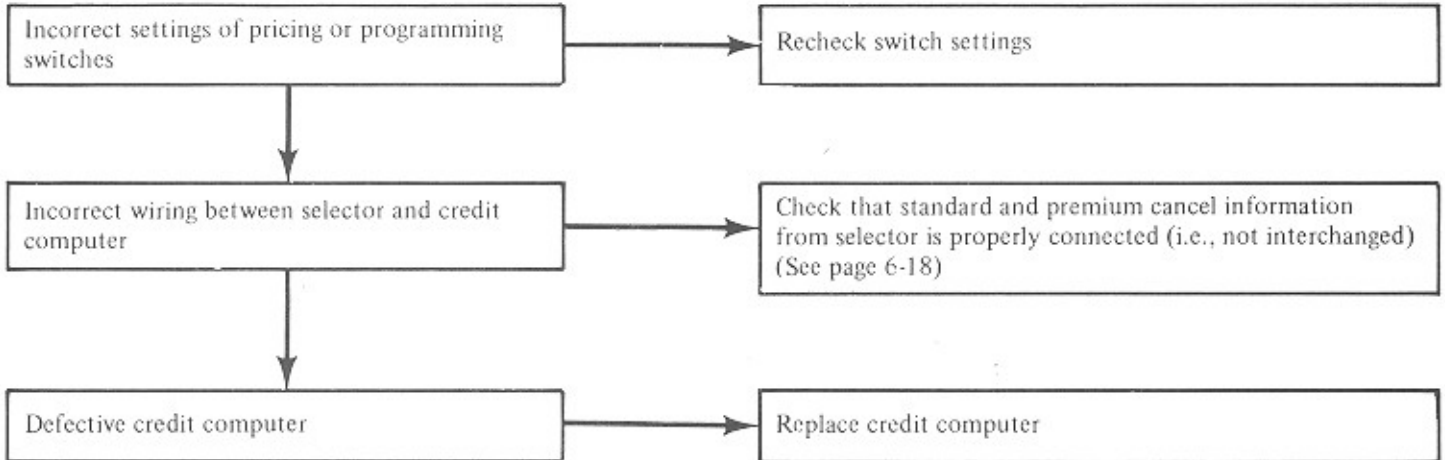 Incorrect settings of pricing or programming
switches
Recheck switch settings
Incorrect wiring between selector and credit
computer
Check that standard and premium cancel information
from selector is properly connected (i.e., not interchanged)
(See page 6-18)
Defective credit computer
Replace credit computer